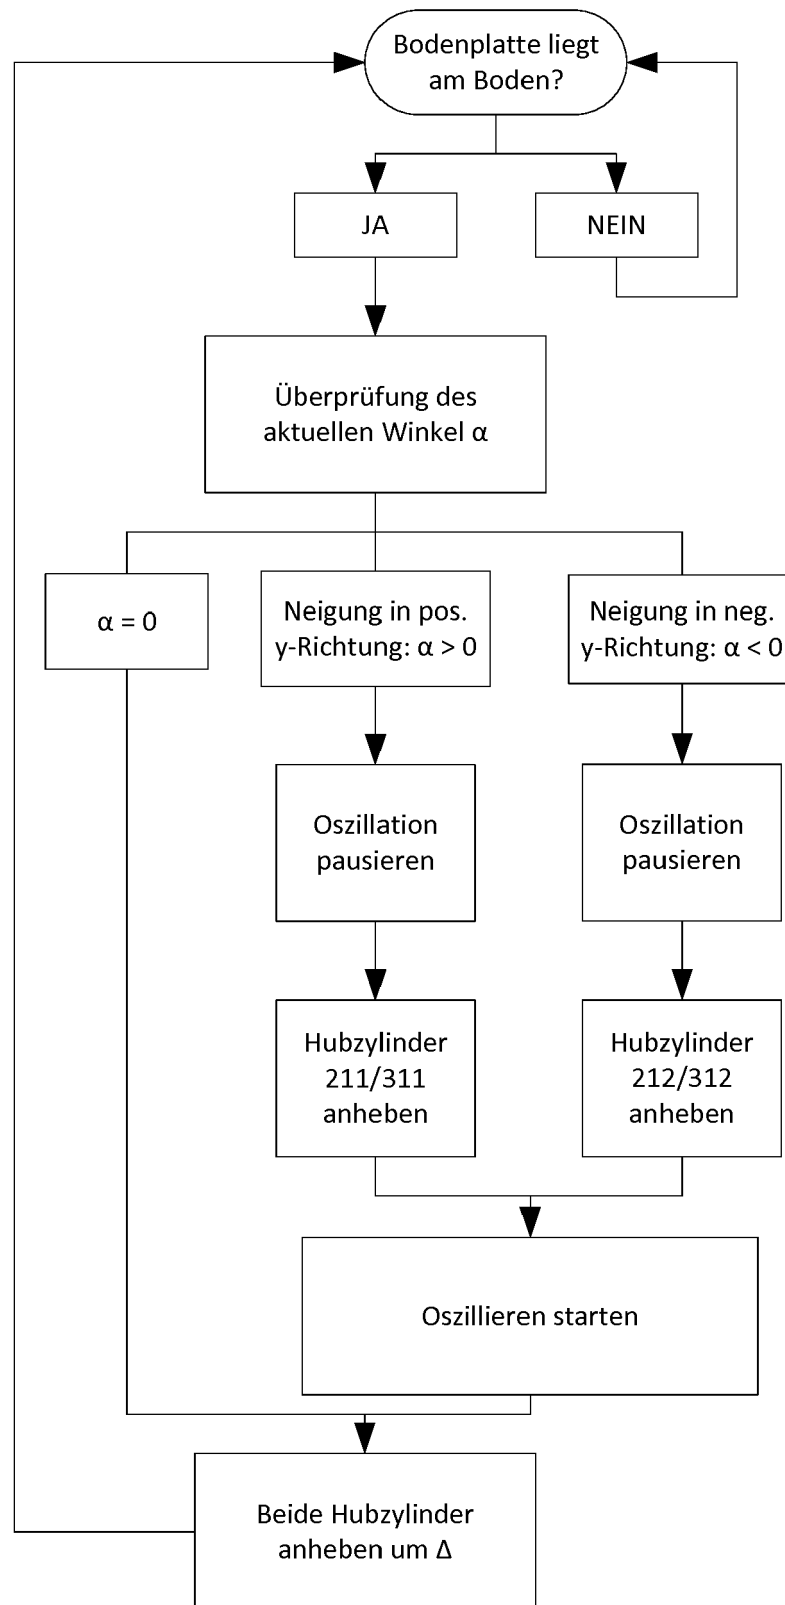 Bodenplatte liegt
am Boden?
JA
NEIN
Überprüfung des
aktuellen Winkel α
α = 0
Neigung in pos.
y-Richtung: α > 0
Neigung in neg.
y-Richtung: α < 0
Oszillation
pausieren
Oszillation
pausieren
Hubzylinder
211/311
anheben
Hubzylinder
212/312
anheben
Oszillieren starten
Beide Hubzylinder
anheben um Δ